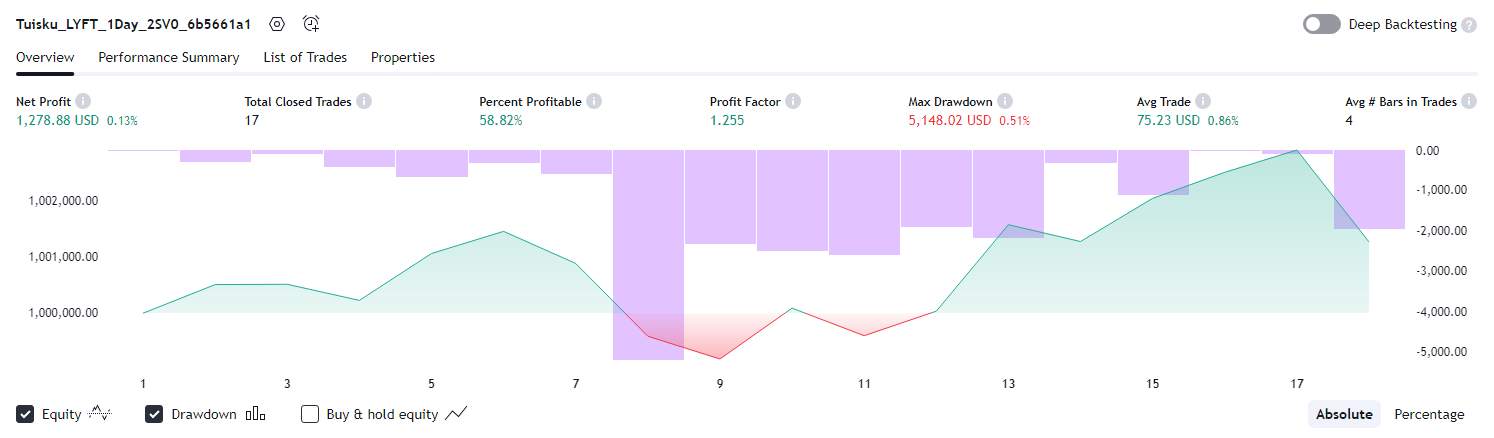 Tuisku_LYFT_1Day_2SV0_6b5661a1 Deep Backtesting ?
Overview Performance Summary List of Trades Properties
Net Profit i Total Closed Trades i Percent Profitable i Profit Factor i Max Drawdown i Avg Trade i Avg # Bars in Trades i
1,278.88 USD 0.13% 17 58.82% 1.255 5,148.02 USD 0.51% 75.23 USD 0.86% 4
0.00
-1,000.00
1,002,000.00
-2,000.00
1,001,000.00
-3,000.00
1,000,000.00 -4,000.00
-5,000.00
1 3 5 7 9 11 13 15 17
Equity Drawdown Buy & hold equity Absolute Percentage